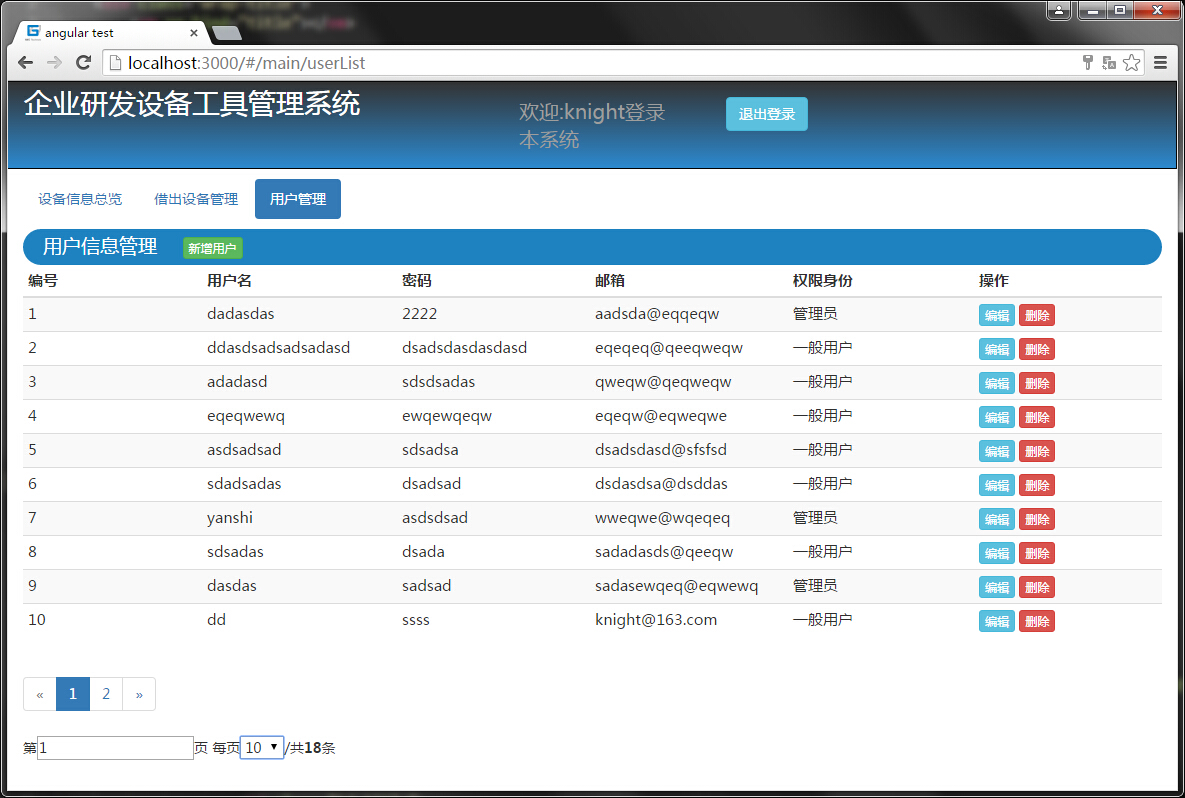 angular test
localhost:3000/#/main/userList
企业研发设备工具管理系统
欢迎:knight登录
本系统
退出登录
设备信息总览 借出设备管理 用户管理
用户信息管理 新增用户
编号 用户名 密码 邮箱 权限身份 操作
1 dadasdas 2222 aadsda@eqqeqw 管理员 编辑 删除
2 ddasdsadsadsadasd dsadsdasdasdasd eqeqeq@qeeqweqw 一般用户 编辑 删除
3 adadasd sdsdsadas qweqw@qeqweqw 一般用户 编辑 删除
4 eqeqwewq ewqewqeqw eqeqw@eqweqwe 一般用户 编辑 删除
5 asdsadsad sdsadsa dsadsdasd@sfsfsd 一般用户 编辑 删除
6 sdadsadas dsadsad dsdasdsa@dsddas 一般用户 编辑 删除
7 yanshi asdsdsad wweqwe@wqeqeq 管理员 编辑 删除
8 sdsadas dsada sadadasds@qeeqw 一般用户 编辑 删除
9 dasdas sadsad sadasewqeq@eqwewq 管理员 编辑 删除
10 dd ssss knight@163.com 一般用户 编辑 删除
« 1 2 »
第1页 每页10/共18条